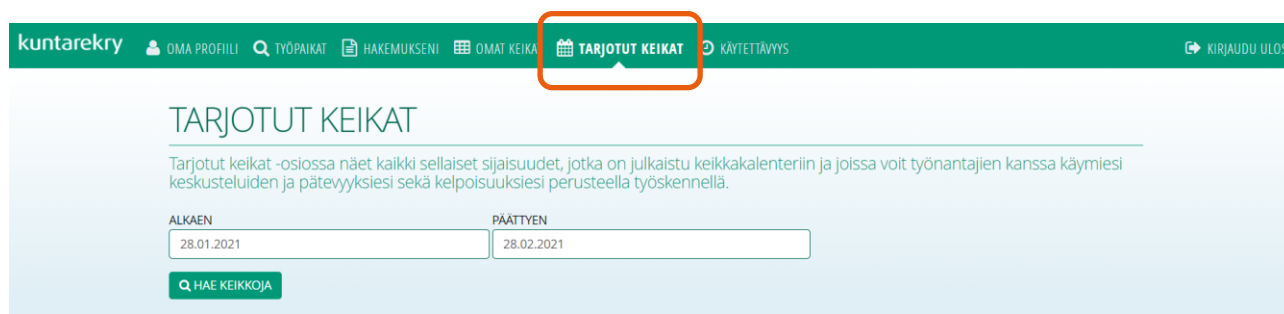 kuntarekry OMA PROFIILI TYÖPAIKAT HAKEMUKSENI OMAT KEIKA TARJOTUT KEIKAT KÄYTETTÄVYYS KIRJAUDU ULOS
TARJOTUT KEIKAT
Tarjotut keikat -osiossa näet kaikki sellaiset sijaisuudet, jotka on julkaistu keikkakalenteriin ja joissa voit työnantajien kanssa käymiesi
keskusteluiden ja pätevyyksiesi sekä kelpoisuuksiesi perusteella työskennellä.
ALKAEN PÄÄTTYEN
28.01.2021 28.02.2021
HAE KEIKKOJA